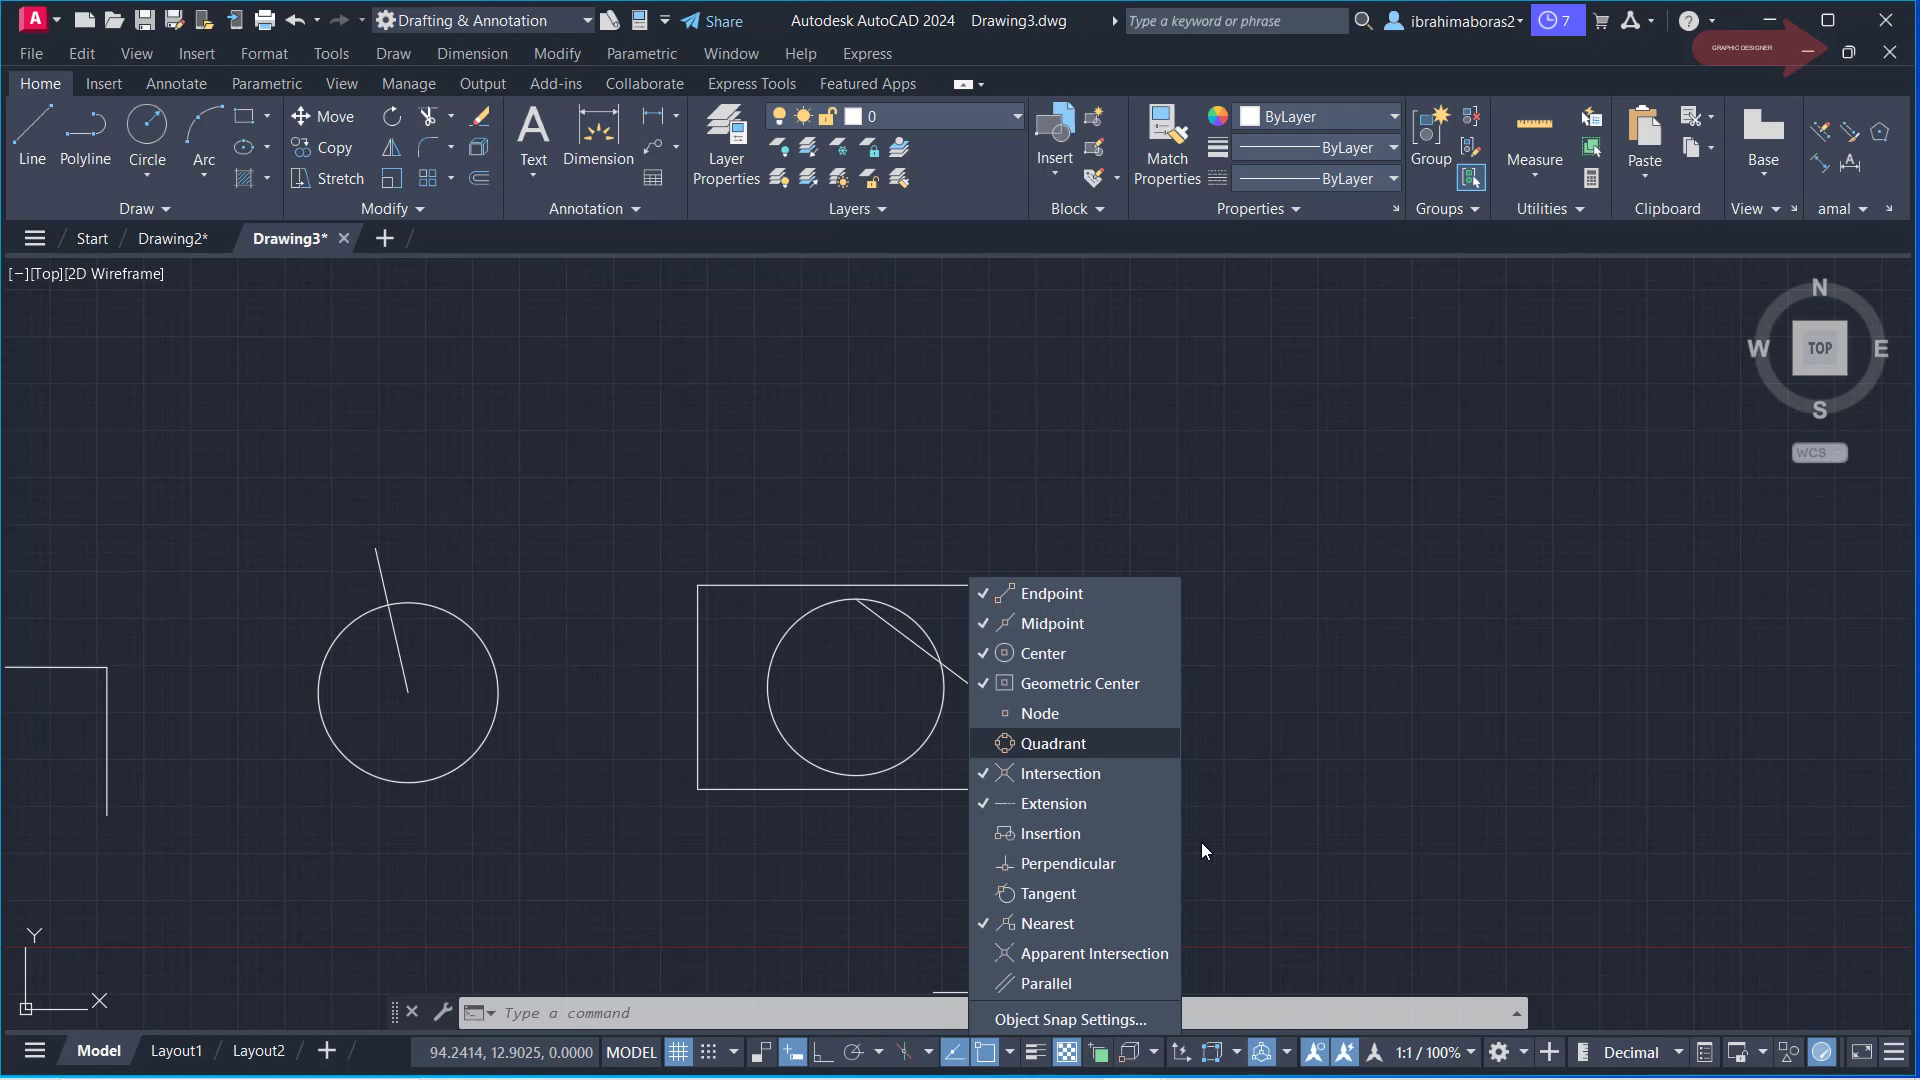 A Drafting & Annotation Share Autodesk AutoCAD 2024 Drawing3.dwg Type a keyword or phrase ibrahimaboras2 7
File Edit View Insert Format Tools Draw Dimension Modify Parametric Window Help Express GRAPHIC DESIGNER
Home Insert Annotate Parametric View Manage Output Add-ins Collaborate Express Tools Featured Apps
Move 0 ByLayer
Line Polyline Circle Arc Copy Text Dimension Layer Properties Insert Match Properties ByLayer Group Measure Paste Base
Stretch ByLayer
Draw Modify Annotation Layers Block Properties Groups Utilities Clipboard View amal
Start Drawing2* Drawing3*
[−][Top][2D Wireframe]
N
W TOP E
S
WCS
Endpoint
Midpoint
Center
Geometric Center
Node
Quadrant
Intersection
Extension
Insertion
Perpendicular
Tangent
Nearest
Apparent Intersection
Parallel
Object Snap Settings...
Y
X
Type a command
Model Layout1 Layout2 94.2414, 12.9025, 0.0000 MODEL 1:1 / 100% Decimal